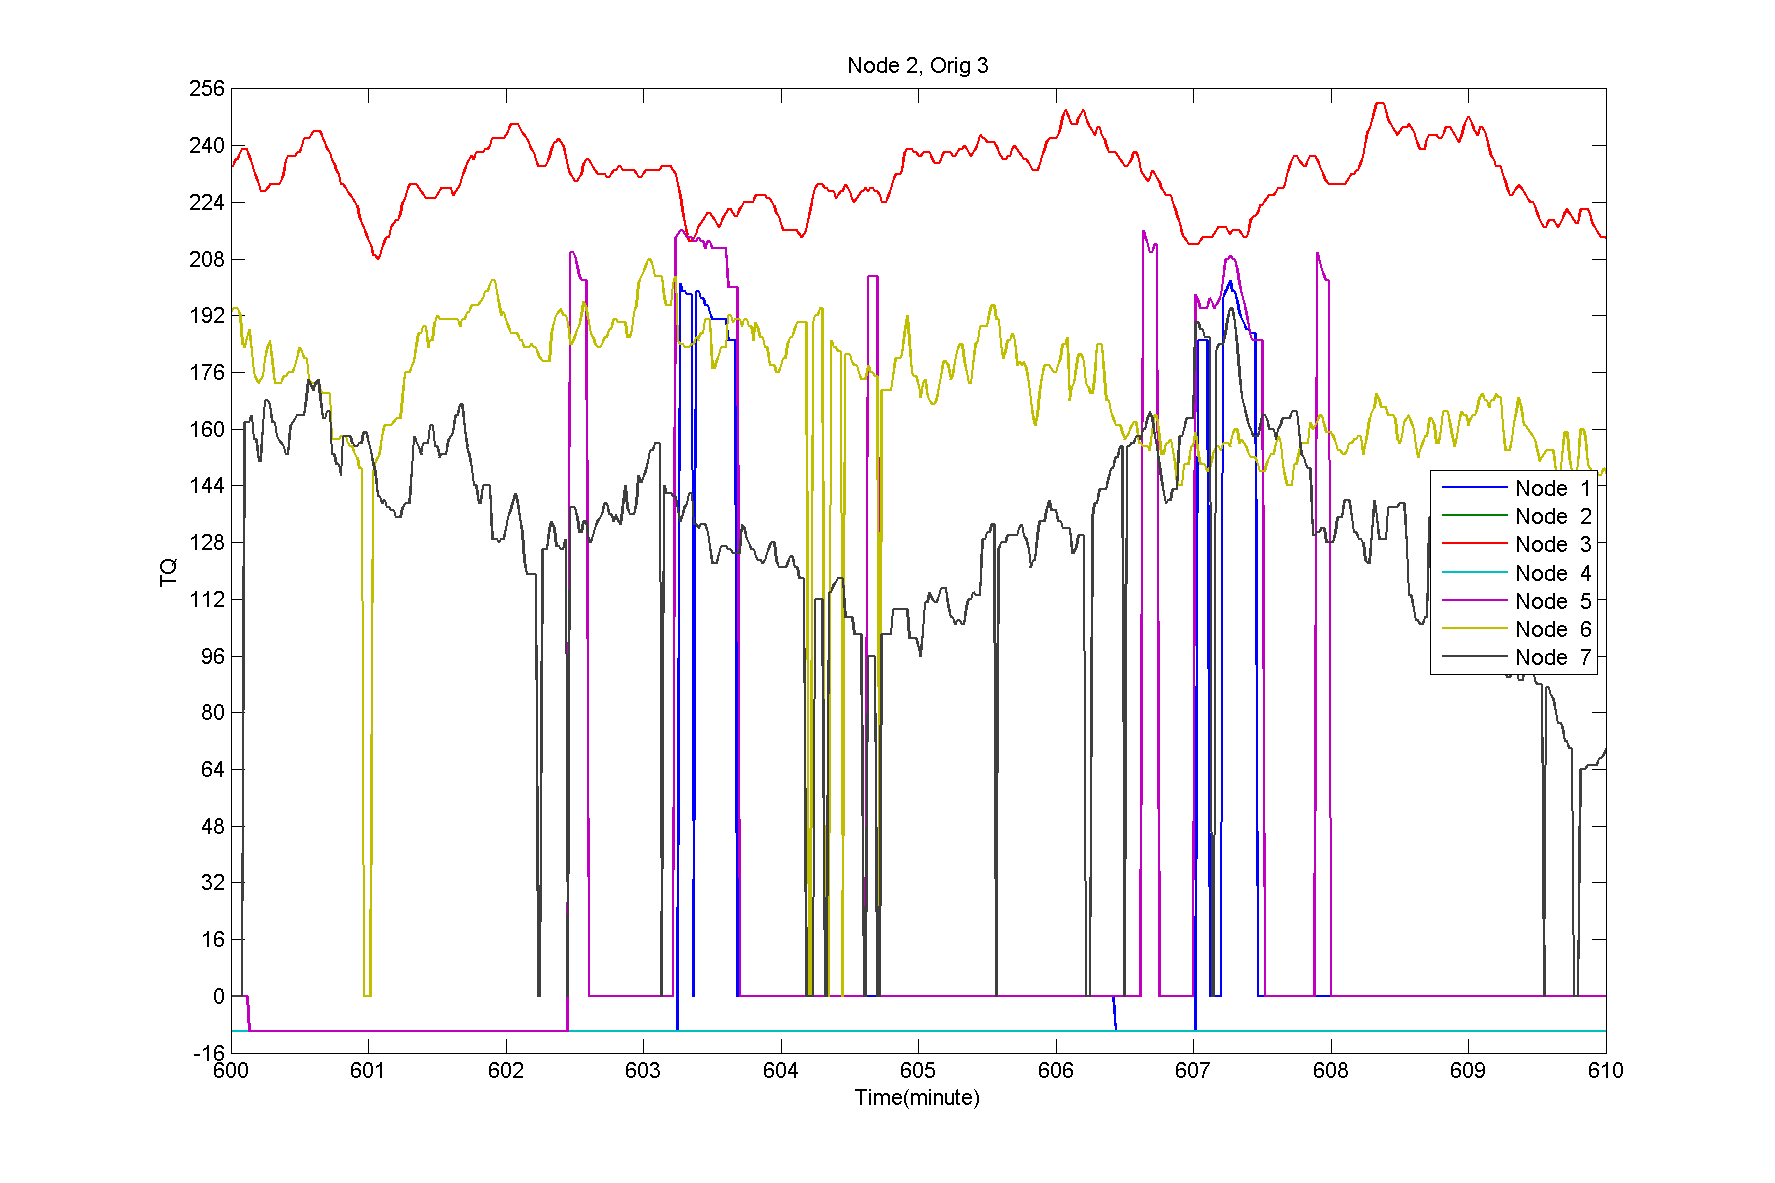 Node 2, Orig 3
256
240
224
208
192
176
160
144
128
112
96
80
64
48
32
16
0
-16
TQ
Node 1
Node 2
Node 3
Node 4
Node 5
Node 6
Node 7
600 601 602 603 604 605 606 607 608 609 610
Time(minute)